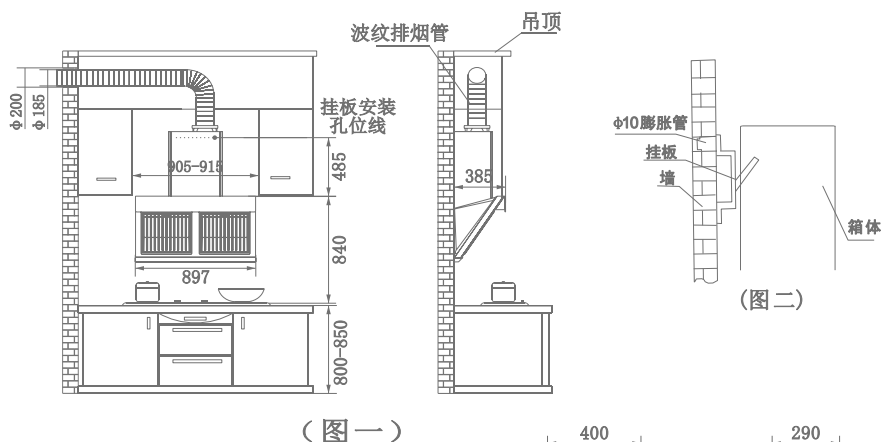 波纹排烟管
吊顶
φ200
φ185
挂板安装
孔位线
905-915
485
385
897
840
800-850
(图一)
φ10膨胀管
挂板
墙
箱体
(图二)
400
290